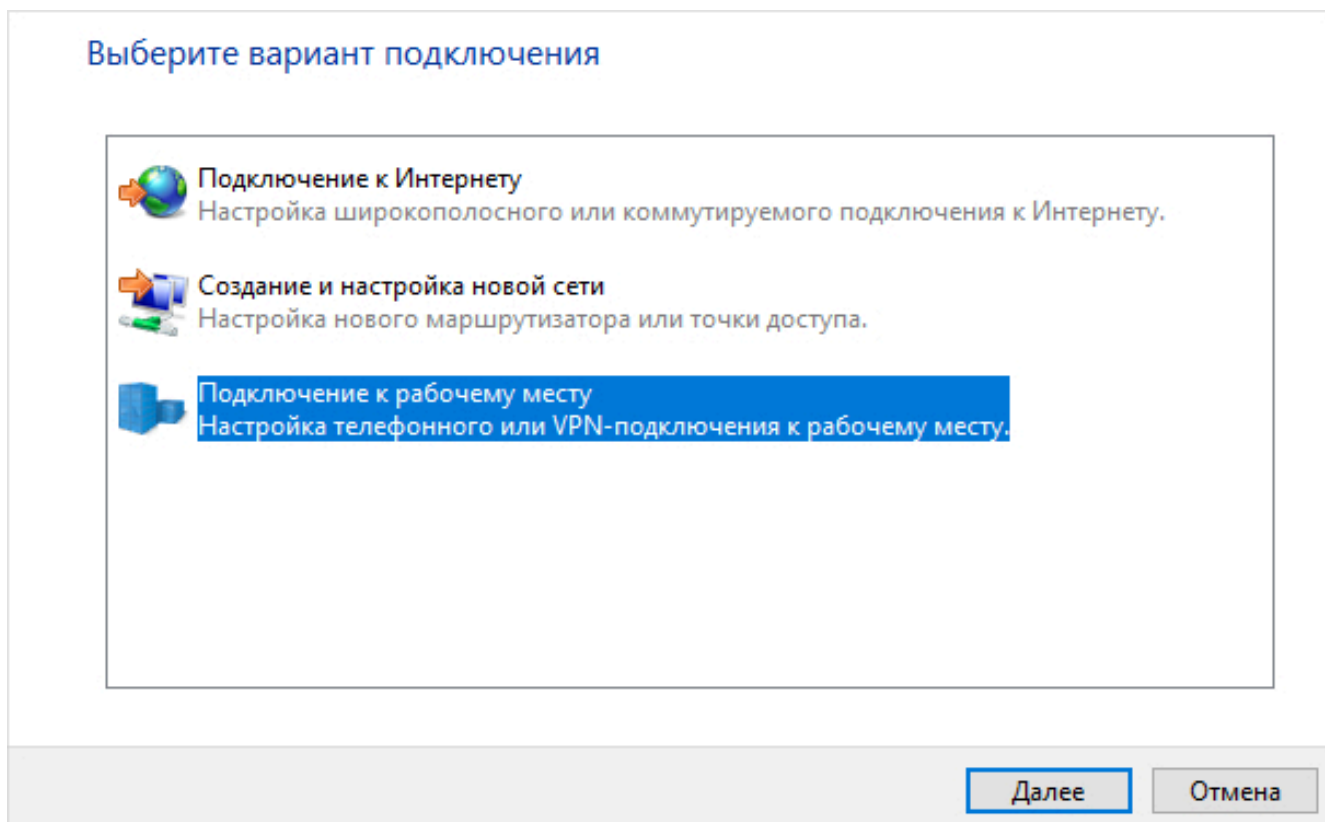 Выберите вариант подключения
Подключение к Интернету
Настройка широкополосного или коммутируемого подключения к Интернету.
Создание и настройка новой сети
Настройка нового маршрутизатора или точки доступа.
Подключение к рабочему месту
Настройка телефонного или VPN-подключения к рабочему месту.
Далее
Отмена